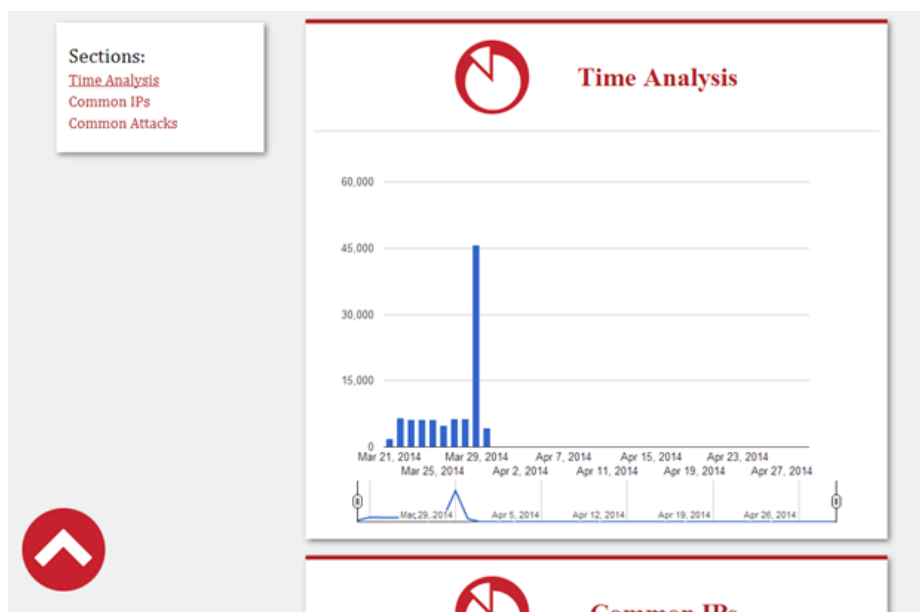 Sections:
Time Analysis
Common IPs
Common Attacks
Time Analysis
60,000
45,000
30,000
15,000
0
Mar 21, 2014 Mar 29, 2014 Apr 7, 2014 Apr 15, 2014 Apr 23, 2014
Mar 25, 2014 Apr 2, 2014 Apr 11, 2014 Apr 19, 2014 Apr 27, 2014
Mar 29, 2014 Apr 5, 2014 Apr 12, 2014 Apr 19, 2014 Apr 26, 2014
Common IPs